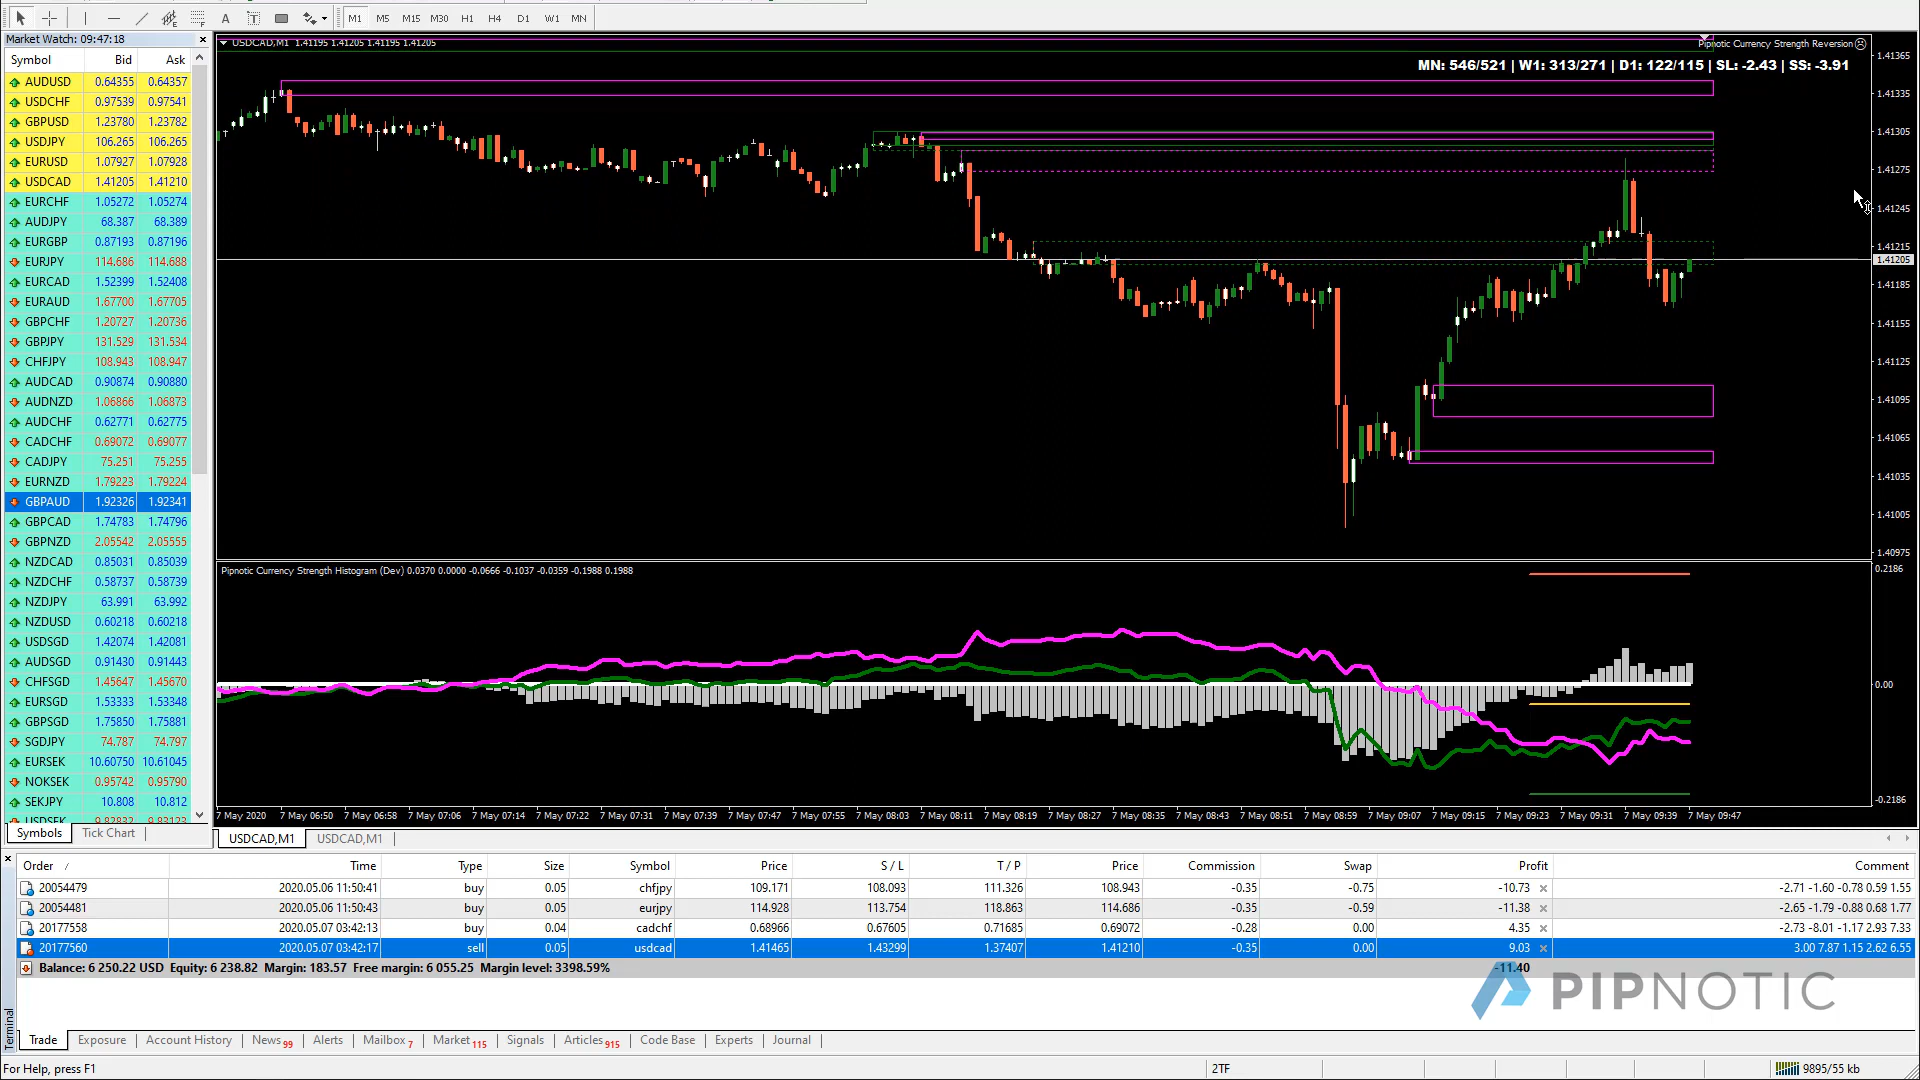 M1 M5 M15 M30 H1 H4 D1 W1 MN
Market Watch: 09:47:18
Symbol Bid Ask
AUDUSD 0.64355 0.64357
USDCHF 0.97539 0.97541
GBPUSD 1.23780 1.23782
USDJPY 106.265 106.265
EURUSD 1.07927 1.07928
USDCAD 1.41205 1.41210
EURCHF 1.05272 1.05274
AUDJPY 68.387 68.389
EURGBP 0.87193 0.87196
EURJPY 114.686 114.688
EURCAD 1.52399 1.52408
EURAUD 1.67700 1.67705
GBPCHF 1.20727 1.20736
GBPJPY 131.529 131.534
CHFJPY 108.943 108.947
AUDCAD 0.90874 0.90880
AUDNZD 1.06866 1.06873
AUDCHF 0.62771 0.62775
CADCHF 0.69072 0.69077
CADJPY 75.251 75.255
EURNZD 1.79223 1.79224
GBPAUD 1.92326 1.92341
GBPCAD 1.74783 1.74796
GBPNZD 2.05542 2.05555
NZDCAD 0.85031 0.85039
NZDCHF 0.58737 0.58739
NZDJPY 63.991 63.992
NZDUSD 0.60218 0.60218
USDSGD 1.42074 1.42081
AUDSGD 0.91430 0.91443
CHFSGD 1.45647 1.45670
EURSGD 1.53333 1.53348
GBPSGD 1.75850 1.75881
SGDJPY 74.787 74.797
EURSEK 10.60750 10.61045
NOKSEK 0.95742 0.95790
SEKJPY 10.808 10.812
USDSEK 9.82832 9.83123
Symbols Tick Chart
USDCAD,M1 1.41195 1.41205 1.41195 1.41205
Pipnotic Currency Strength Reversion
MN: 546/521 | W1: 313/271 | D1: 122/115 | SL: -2.43 | SS: -3.91
1.41365
1.41335
1.41305
1.41275
1.41245
1.41215
1.41205
1.41185
1.41155
1.41125
1.41095
1.41065
1.41035
1.41005
1.40975
Pipnotic Currency Strength Histogram (Dev) 0.0370 0.0000 -0.0666 -0.1037 -0.0359 -0.1988 0.1988
0.2186
0.00
-0.2186
7 May 2020 7 May 06:50 7 May 06:58 7 May 07:06 7 May 07:14 7 May 07:22 7 May 07:31 7 May 07:39 7 May 07:47 7 May 07:55 7 May 08:03 7 May 08:11 7 May 08:19 7 May 08:27 7 May 08:35 7 May 08:43 7 May 08:51 7 May 08:59 7 May 09:07 7 May 09:15 7 May 09:23 7 May 09:31 7 May 09:39 7 May 09:47
USDCAD,M1 USDCAD,M1
Order / Time Type Size Symbol Price S / L T / P Price Commission Swap Profit Comment
20054479 2020.05.06 11:50:41 buy 0.05 chfjpy 109.171 108.093 111.326 108.943 -0.35 -0.75 -10.73 -2.71 -1.60 -0.78 0.59 1.55
20054481 2020.05.06 11:50:43 buy 0.05 eurjpy 114.928 113.754 118.863 114.686 -0.35 -0.59 -11.38 -2.65 -1.79 -0.88 0.68 1.77
20177558 2020.05.07 03:42:13 buy 0.04 cadchf 0.68966 0.67605 0.71685 0.69072 -0.28 0.00 4.35 -2.73 -8.01 -1.17 2.93 7.33
20177560 2020.05.07 03:42:17 sell 0.05 usdcad 1.41465 1.43299 1.37407 1.41210 -0.35 0.00 9.03 3.00 7.87 1.15 2.62 6.55
Balance: 6 250.22 USD Equity: 6 238.82 Margin: 183.57 Free margin: 6 055.25 Margin level: 3398.59% -11.40
PIPNOTIC
Terminal
Trade Exposure Account History News 99 Alerts Mailbox 7 Market 115 Signals Articles 915 Code Base Experts Journal
For Help, press F1 2TF 9895/55 kb